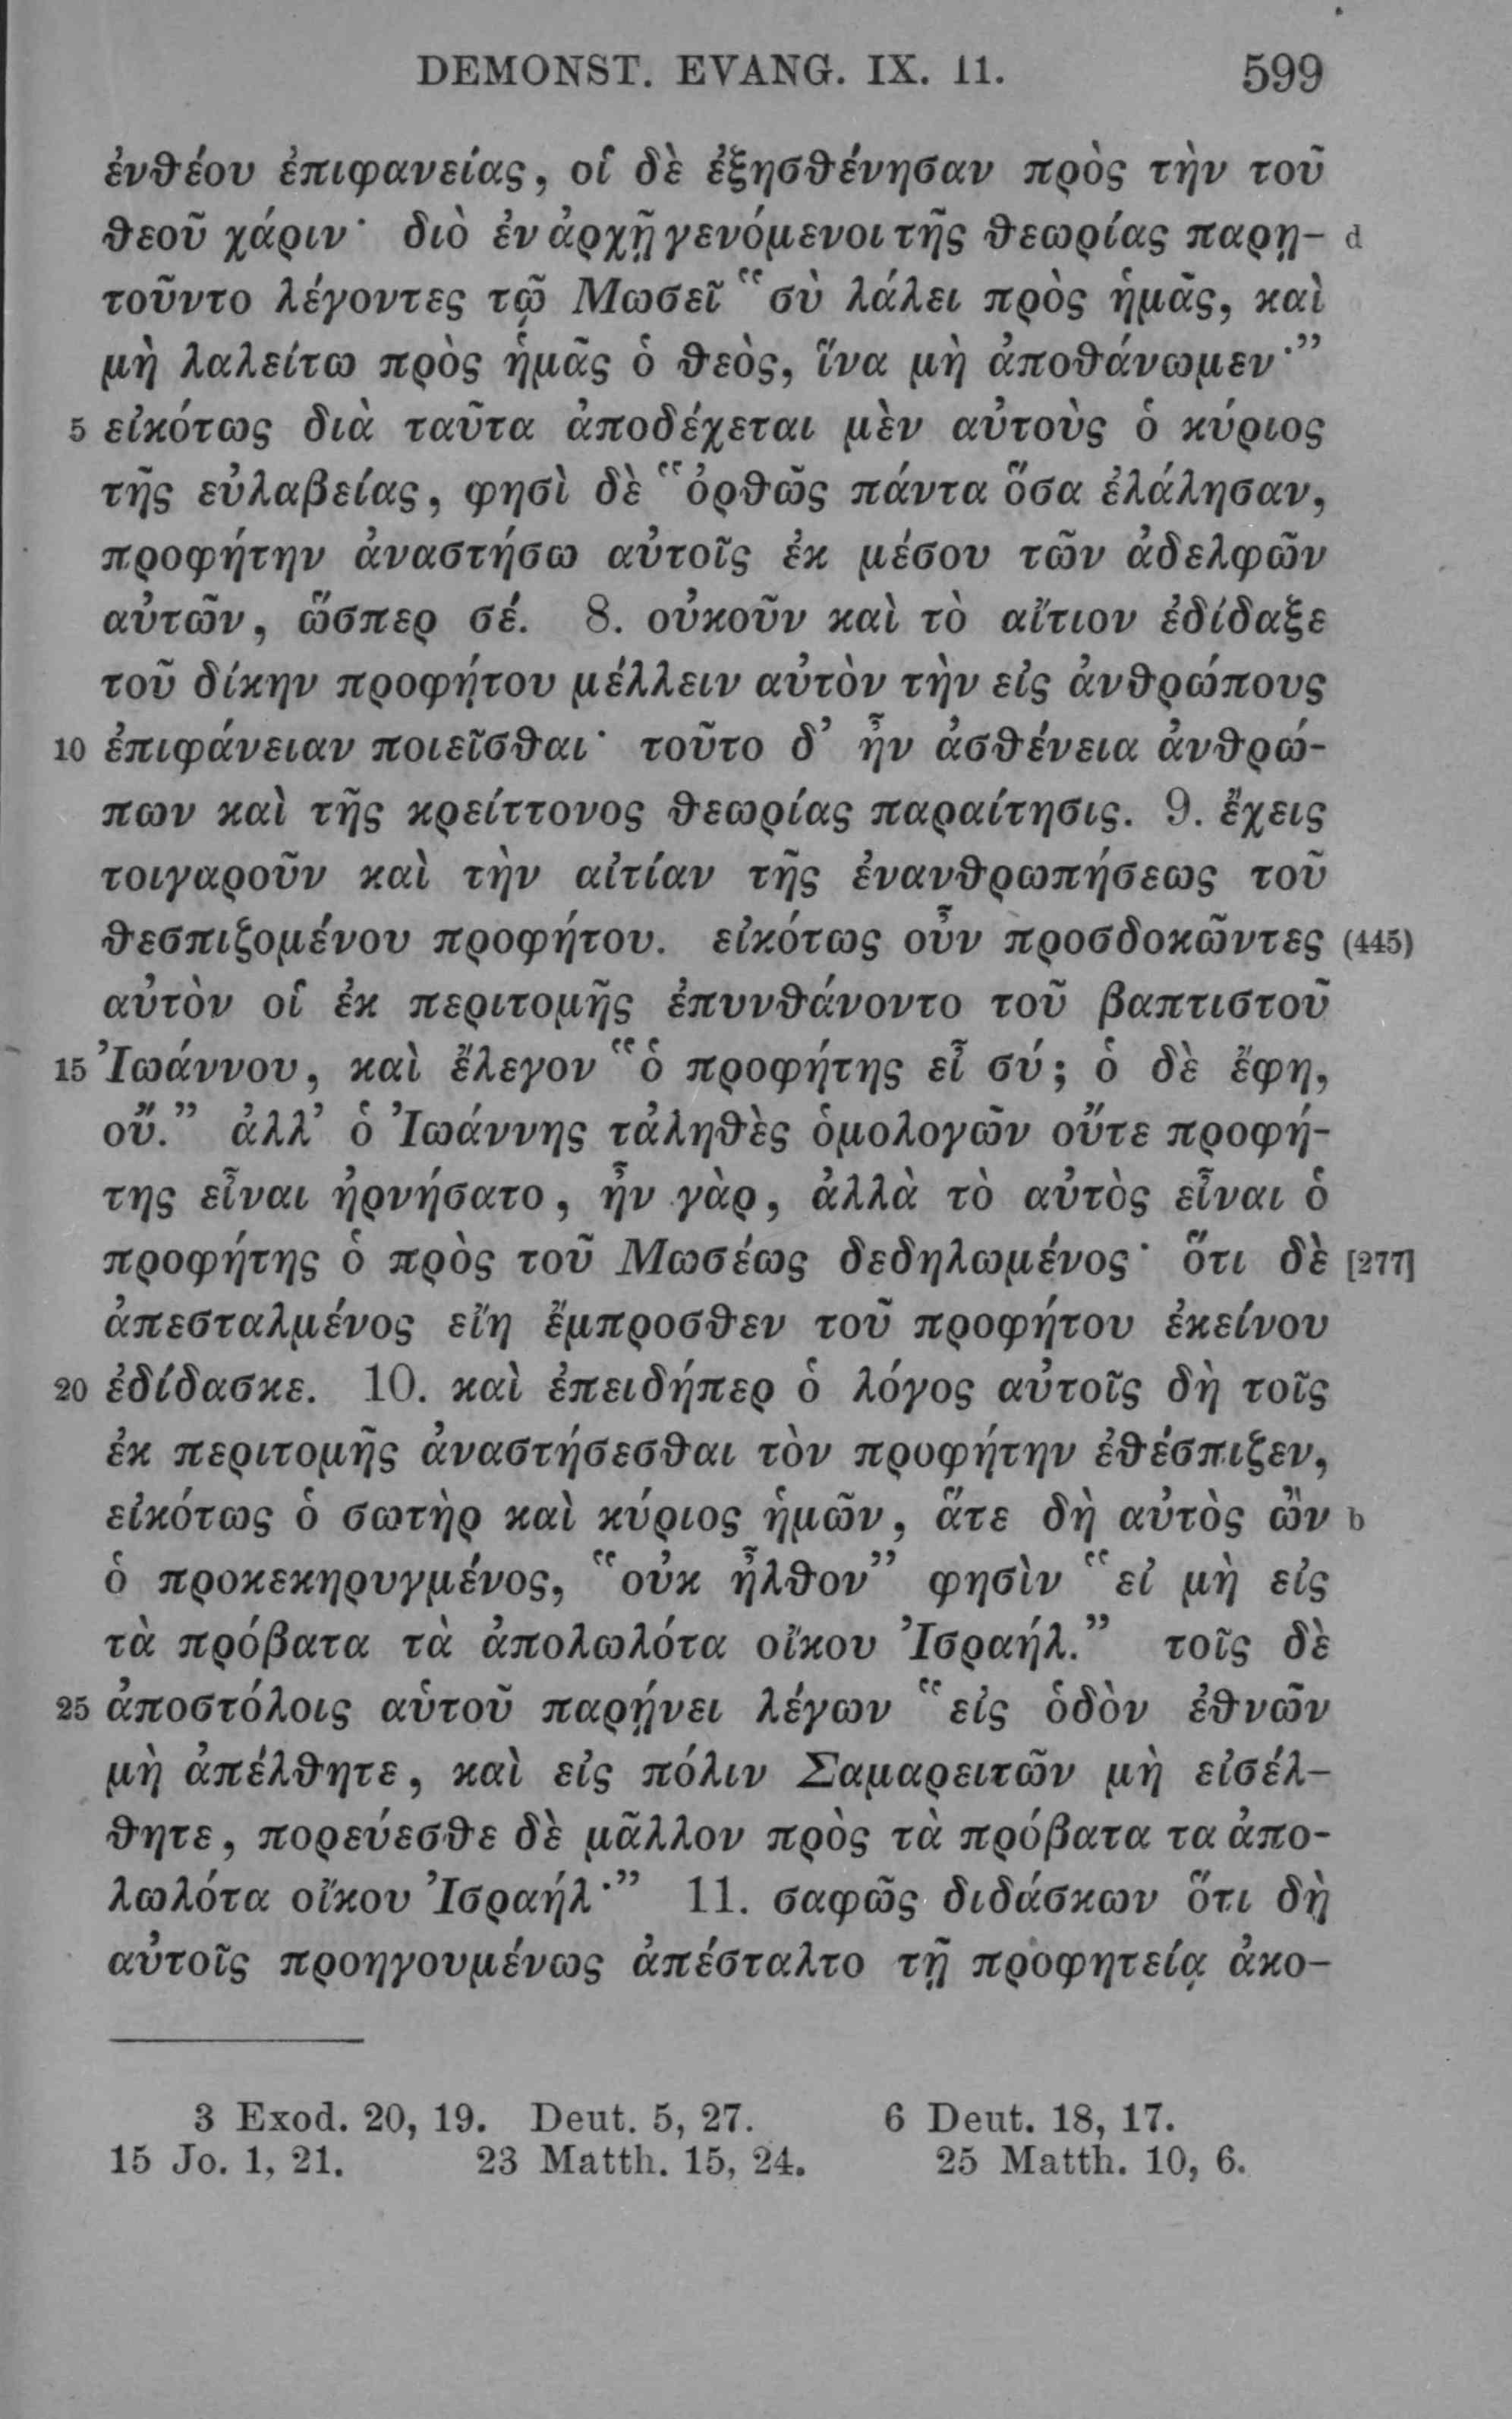 DEMONST. EVANG. IX. 11. 599
ἐνθέου ἐπιφανείας, οἱ δὲ ἐξησθένησαν πρὸς τὴν τοῦ
θεοῦ χάριν· διὸ ἐν ἀρχῇ γενόμενοι τῆς θεωρίας παρῃ- d
τοῦντο λέγοντες τῷ Μωσεῖ “σὺ λάλει πρὸς ἡμᾶς, καὶ
μὴ λαλείτω πρὸς ἡμᾶς ὁ θεὸς, ἵνα μὴ ἀποθάνωμεν·”
5 εἰκότως διὰ ταῦτα ἀποδέχεται μὲν αὐτοὺς ὁ κύριος
τῆς εὐλαβείας, φησὶ δὲ “ὀρθῶς πάντα ὅσα ἐλάλησαν,
προφήτην ἀναστήσω αὐτοῖς ἐκ μέσου τῶν ἀδελφῶν
αὐτῶν, ὥσπερ σέ. 8. οὐκοῦν καὶ τὸ αἴτιον ἐδίδαξε
τοῦ δίκην προφήτου μέλλειν αὐτὸν τὴν εἰς ἀνθρώπους
10 ἐπιφάνειαν ποιεῖσθαι· τοῦτο δ’ ἦν ἀσθένεια ἀνθρώ-
πων καὶ τῆς κρείττονος θεωρίας παραίτησις. 9. ἔχεις
τοιγαροῦν καὶ τὴν αἰτίαν τῆς ἐνανθρωπήσεως τοῦ
θεσπιζομένου προφήτου. εἰκότως οὖν προσδοκῶντες (445)
αὐτὸν οἱ ἐκ περιτομῆς ἐπυνθάνοντο τοῦ βαπτιστοῦ
15 Ἰωάννου, καὶ ἔλεγον “ὁ προφήτης εἶ σύ; ὁ δὲ ἔφη,
οὔ.” ἀλλ’ ὁ Ἰωάννης τἀληθὲς ὁμολογῶν οὔτε προφή-
της εἶναι ἠρνήσατο, ἦν γὰρ, ἀλλὰ τὸ αὐτὸς εἶναι ὁ
προφήτης ὁ πρὸς τοῦ Μωσέως δεδηλωμένος· ὅτι δὲ [277]
ἀπεσταλμένος εἴη ἔμπροσθεν τοῦ προφήτου ἐκείνου
20 ἐδίδασκε. 10. καὶ ἐπειδήπερ ὁ λόγος αὐτοῖς δὴ τοῖς
ἐκ περιτομῆς ἀναστήσεσθαι τὸν προφήτην ἐθέσπιζεν,
εἰκότως ὁ σωτὴρ καὶ κύριος ἡμῶν, ἅτε δὴ αὐτὸς ὢν b
ὁ προκεκηρυγμένος, “οὐκ ἦλθον” φησὶν “εἰ μὴ εἰς
τὰ πρόβατα τὰ ἀπολωλότα οἴκου Ἰσραήλ.” τοῖς δὲ
25 ἀποστόλοις αὑτοῦ παρῄνει λέγων “εἰς ὁδὸν ἐθνῶν
μὴ ἀπέλθητε, καὶ εἰς πόλιν Σαμαρειτῶν μὴ εἰσέλ-
θητε, πορεύεσθε δὲ μᾶλλον πρὸς τὰ πρόβατα τα ἀπο-
λωλότα οἴκου Ἰσραήλ·” 11. σαφῶς διδάσκων ὅτι δὴ
αὐτοῖς προηγουμένως ἀπέσταλτο τῇ προφητείᾳ ἀκο-
3 Exod. 20, 19. Deut. 5, 27. 6 Deut. 18, 17.
15 Jo. 1, 21. 23 Matth. 15, 24. 25 Matth. 10, 6.